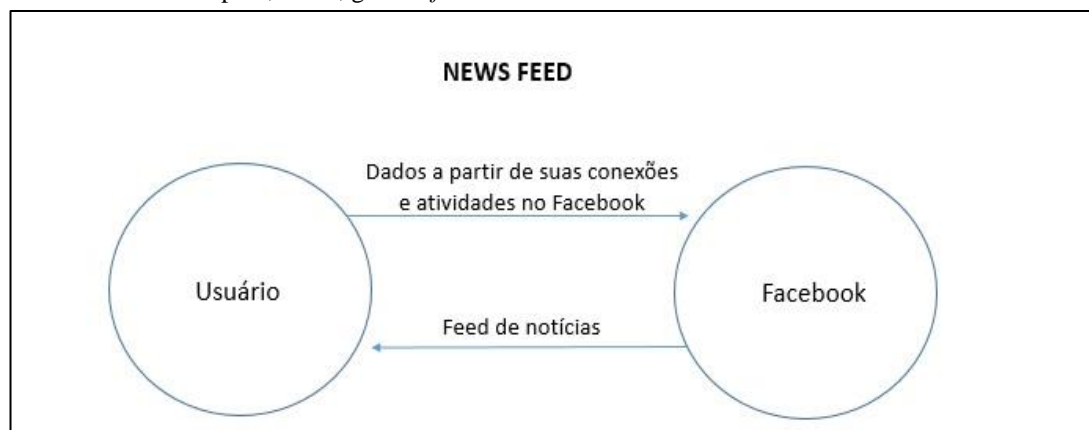 NEWS FEED
Dados a partir de suas conexões
e atividades no Facebook
Usuário
Facebook
Feed de notícias